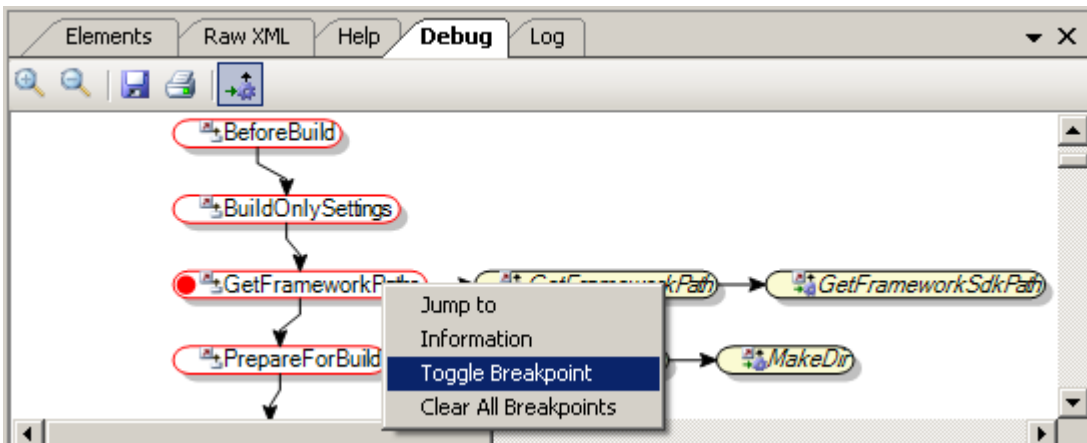 Elements Raw XML Help Debug Log
BeforeBuild
BuildOnlySettings
GetFrameworkPaths GetFrameworkPath GetFrameworkSdkPath
Jump to
Information
PrepareForBuild MakeDir
Toggle Breakpoint
Clear All Breakpoints